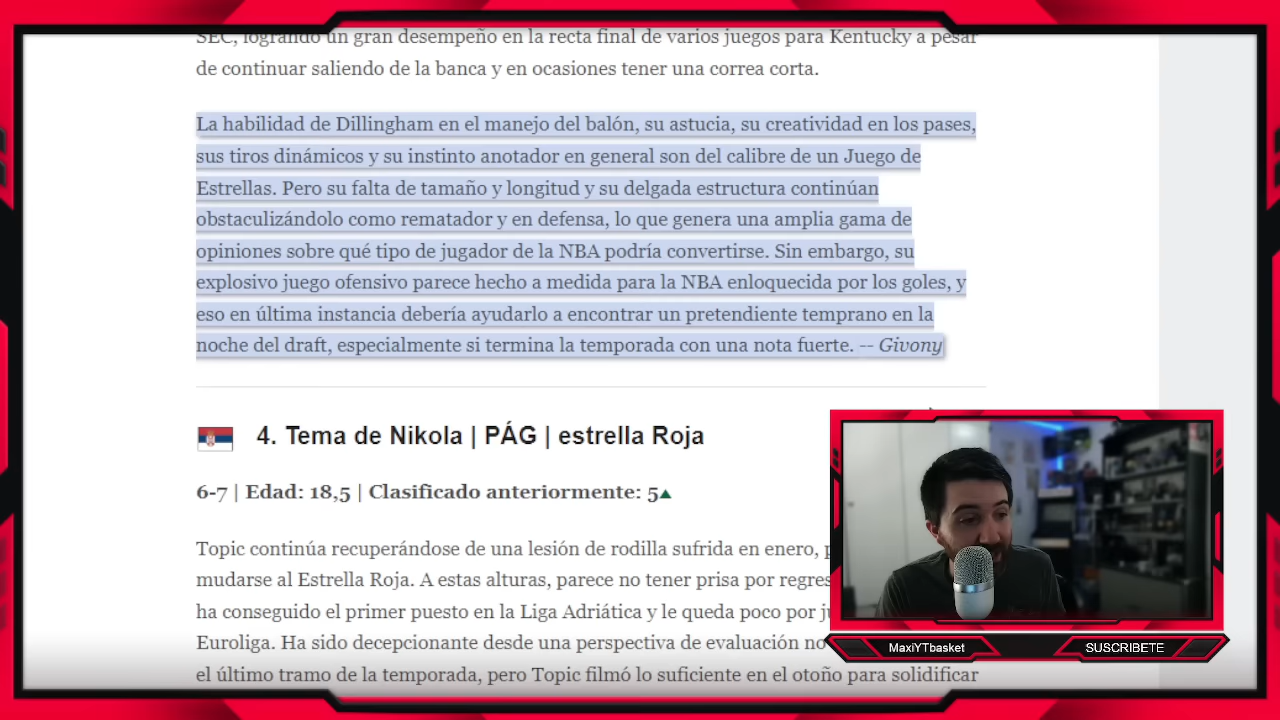 SEC, logrando un gran desempeño en la recta final de varios juegos para Kentucky a pesar
de continuar saliendo de la banca y en ocasiones tener una correa corta.
La habilidad de Dillingham en el manejo del balón, su astucia, su creatividad en los pases,
sus tiros dinámicos y su instinto anotador en general son del calibre de un Juego de
Estrellas. Pero su falta de tamaño y longitud y su delgada estructura continúan
obstaculizándolo como rematador y en defensa, lo que genera una amplia gama de
opiniones sobre qué tipo de jugador de la NBA podría convertirse. Sin embargo, su
explosivo juego ofensivo parece hecho a medida para la NBA enloquecida por los goles, y
eso en última instancia debería ayudarlo a encontrar un pretendiente temprano en la
noche del draft, especialmente si termina la temporada con una nota fuerte. -- Givony
4. Tema de Nikola | PÁG | estrella Roja
6-7 | Edad: 18,5 | Clasificado anteriormente: 5▲
Topic continúa recuperándose de una lesión de rodilla sufrida en enero,
mudarse al Estrella Roja. A estas alturas, parece no tener prisa por
ha conseguido el primer puesto en la Liga Adriática y le queda poco por
Euroliga. Ha sido decepcionante desde una perspectiva de evaluación no
el último tramo de la temporada, pero Topic filmó lo suficiente en el otoño para solidificar
MaxiYTbasket
SUSCRIBETE